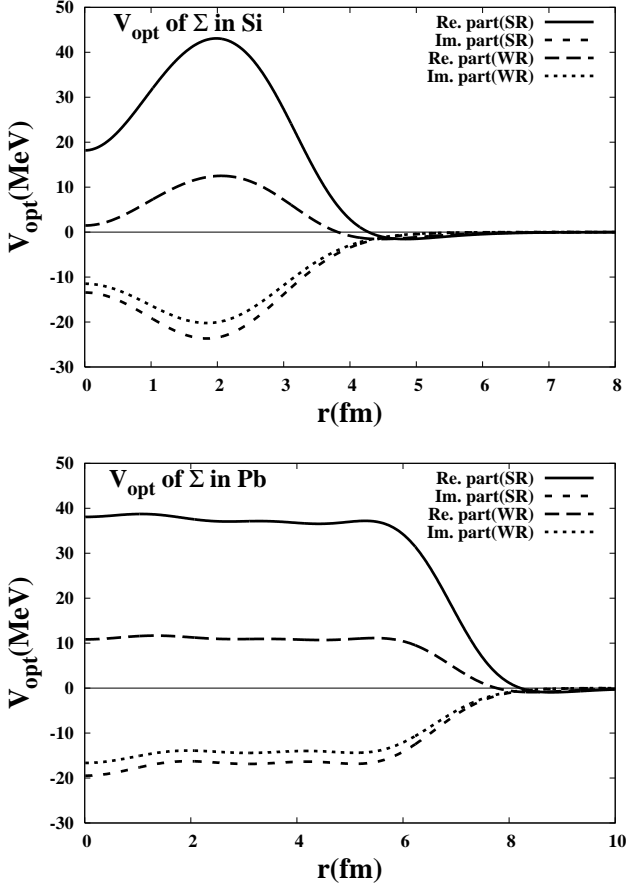 V_opt of Σ in Si
Re. part(SR)
Im. part(SR)
Re. part(WR)
Im. part(WR)
50
40
30
20
10
0
-10
-20
-30
V_opt(MeV)
0 1 2 3 4 5 6 7 8
r(fm)
V_opt of Σ in Pb
Re. part(SR)
Im. part(SR)
Re. part(WR)
Im. part(WR)
50
40
30
20
10
0
-10
-20
-30
V_opt(MeV)
0 2 4 6 8 10
r(fm)